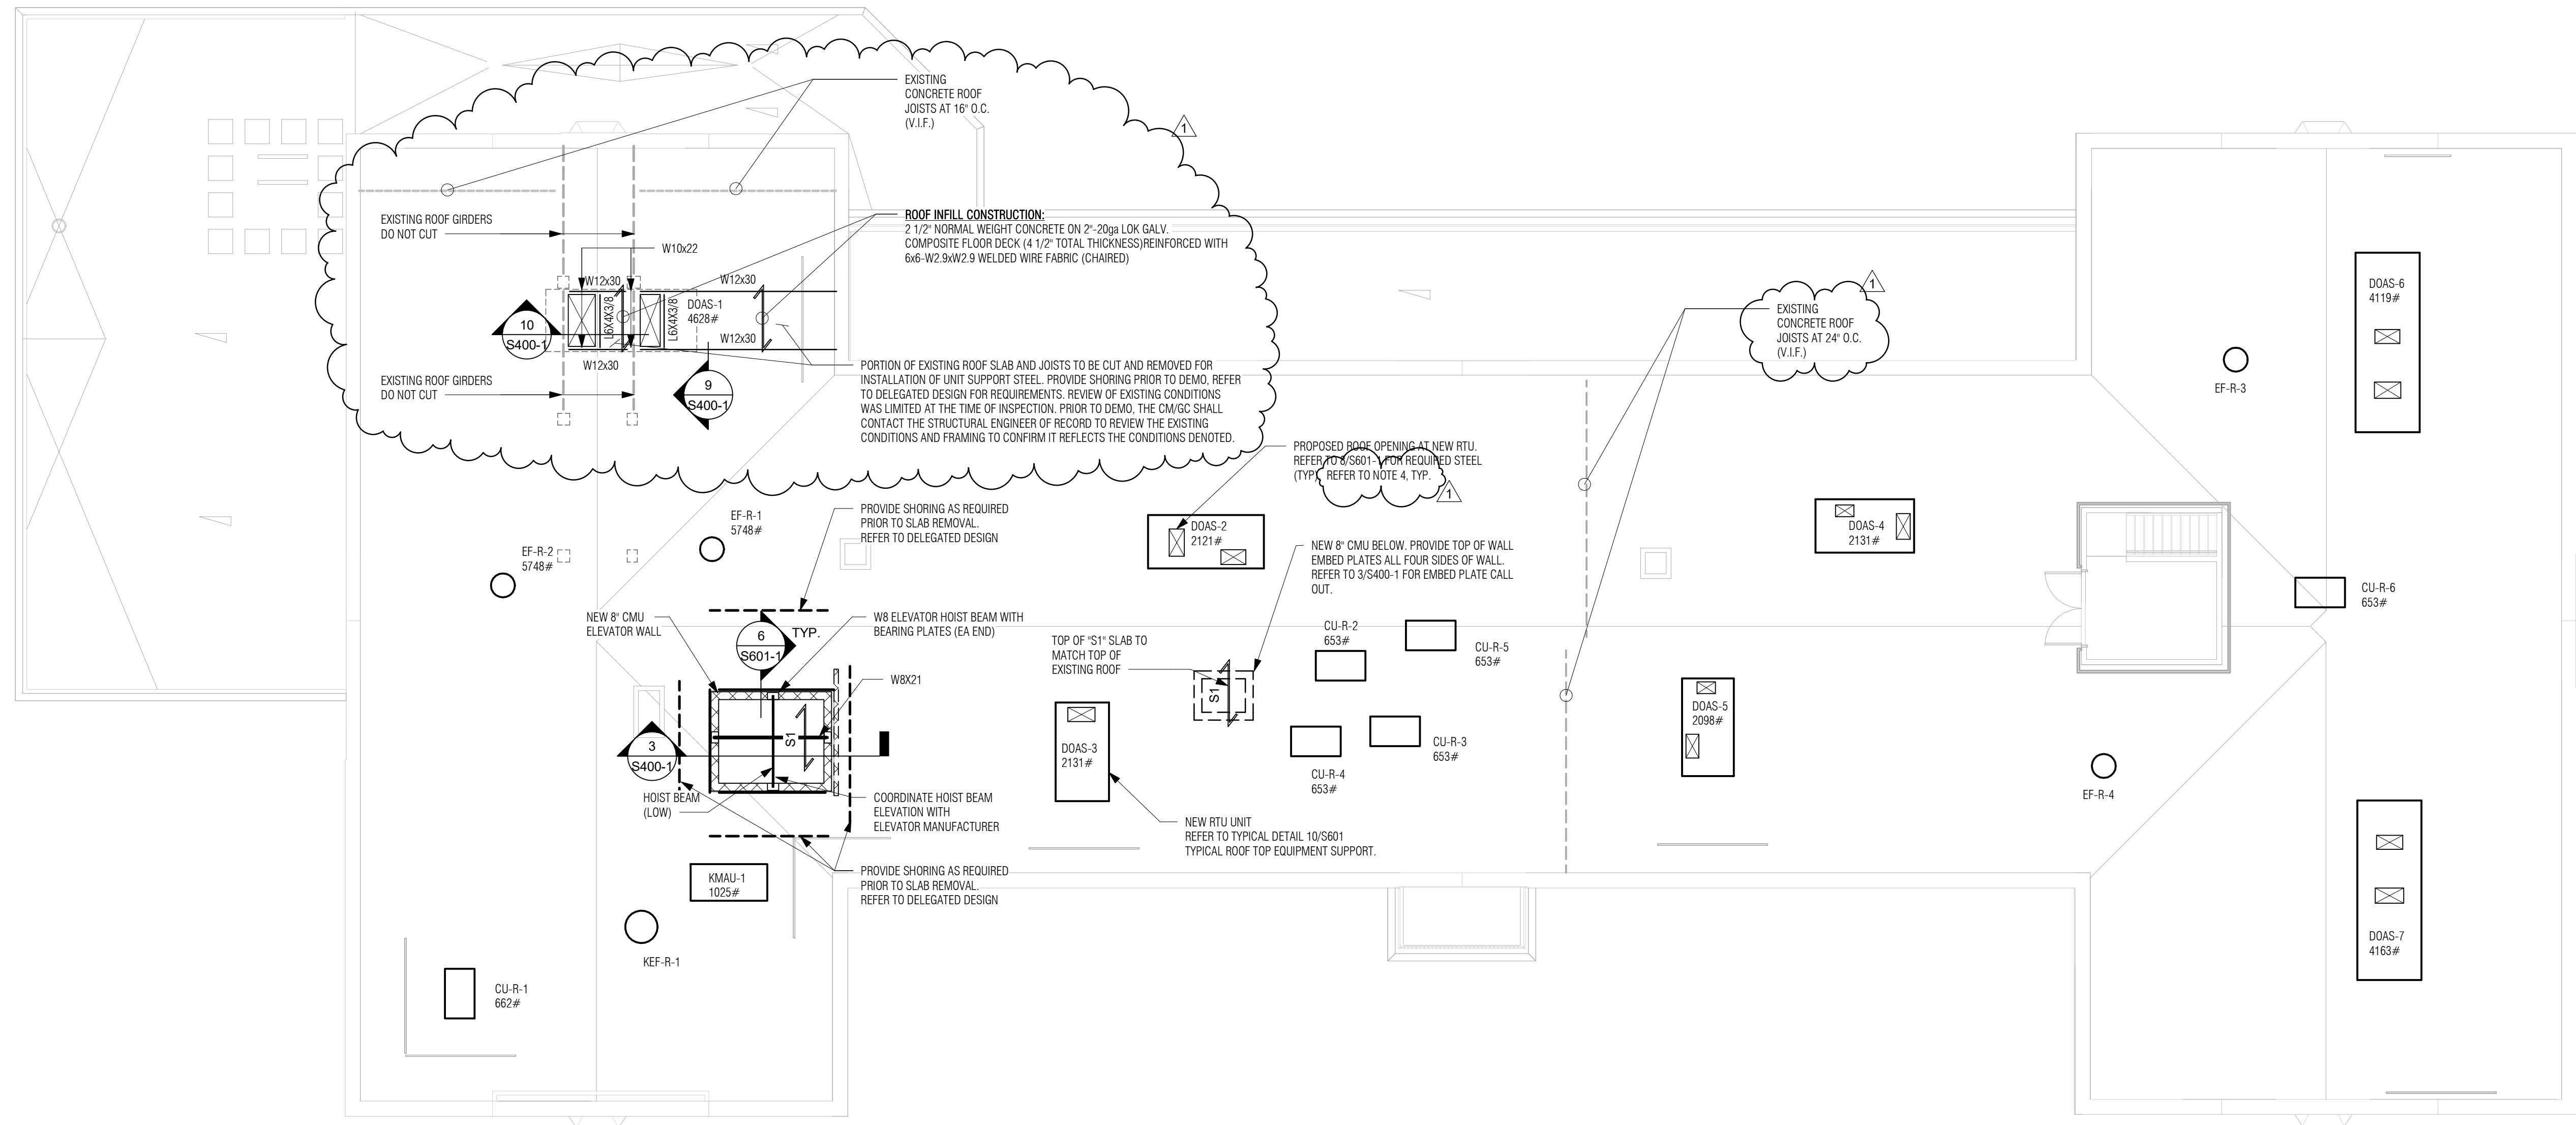 EXISTING
CONCRETE ROOF
JOISTS AT 16" O.C.
(V.I.F.)
1
EXISTING ROOF GIRDERS
DO NOT CUT
ROOF INFILL CONSTRUCTION:
2 1/2" NORMAL WEIGHT CONCRETE ON 2"-20ga LOK GALV.
COMPOSITE FLOOR DECK (4 1/2" TOTAL THICKNESS)REINFORCED WITH
6x6-W2.9xW2.9 WELDED WIRE FABRIC (CHAIRED)
W10x22
W12x30
W12x30
L6X4X3/8
L6X4X3/8
DOAS-1
4628#
10
S400-1
W12x30
W12x30
EXISTING ROOF GIRDERS
DO NOT CUT
9
S400-1
PORTION OF EXISTING ROOF SLAB AND JOISTS TO BE CUT AND REMOVED FOR
INSTALLATION OF UNIT SUPPORT STEEL. PROVIDE SHORING PRIOR TO DEMO, REFER
TO DELEGATED DESIGN FOR REQUIREMENTS. REVIEW OF EXISTING CONDITIONS
WAS LIMITED AT THE TIME OF INSPECTION. PRIOR TO DEMO, THE CM/GC SHALL
CONTACT THE STRUCTURAL ENGINEER OF RECORD TO REVIEW THE EXISTING
CONDITIONS AND FRAMING TO CONFIRM IT REFLECTS THE CONDITIONS DENOTED.
1
EXISTING
CONCRETE ROOF
JOISTS AT 24" O.C.
(V.I.F.)
DOAS-6
4119#
EF-R-3
PROPOSED ROOF OPENING AT NEW RTU.
REFER TO 8/S601-1 FOR REQUIRED STEEL
(TYP). REFER TO NOTE 4, TYP.
1
EF-R-1
5748#
PROVIDE SHORING AS REQUIRED
PRIOR TO SLAB REMOVAL.
REFER TO DELEGATED DESIGN
EF-R-2
5748#
DOAS-2
2121#
DOAS-4
2131#
NEW 8" CMU BELOW. PROVIDE TOP OF WALL
EMBED PLATES ALL FOUR SIDES OF WALL.
REFER TO 3/S400-1 FOR EMBED PLATE CALL
OUT.
CU-R-6
653#
NEW 8" CMU
ELEVATOR WALL
6
S601-1
TYP.
W8 ELEVATOR HOIST BEAM WITH
BEARING PLATES (EA END)
TOP OF "S1" SLAB TO
MATCH TOP OF
EXISTING ROOF
CU-R-2
653#
CU-R-5
653#
W8X21
S1
S1
3
S400-1
DOAS-3
2131#
DOAS-5
2098#
CU-R-3
653#
CU-R-4
653#
EF-R-4
HOIST BEAM
(LOW)
COORDINATE HOIST BEAM
ELEVATION WITH
ELEVATOR MANUFACTURER
NEW RTU UNIT
REFER TO TYPICAL DETAIL 10/S601
TYPICAL ROOF TOP EQUIPMENT SUPPORT.
KMAU-1
1025#
PROVIDE SHORING AS REQUIRED
PRIOR TO SLAB REMOVAL.
REFER TO DELEGATED DESIGN
KEF-R-1
DOAS-7
4163#
CU-R-1
662#